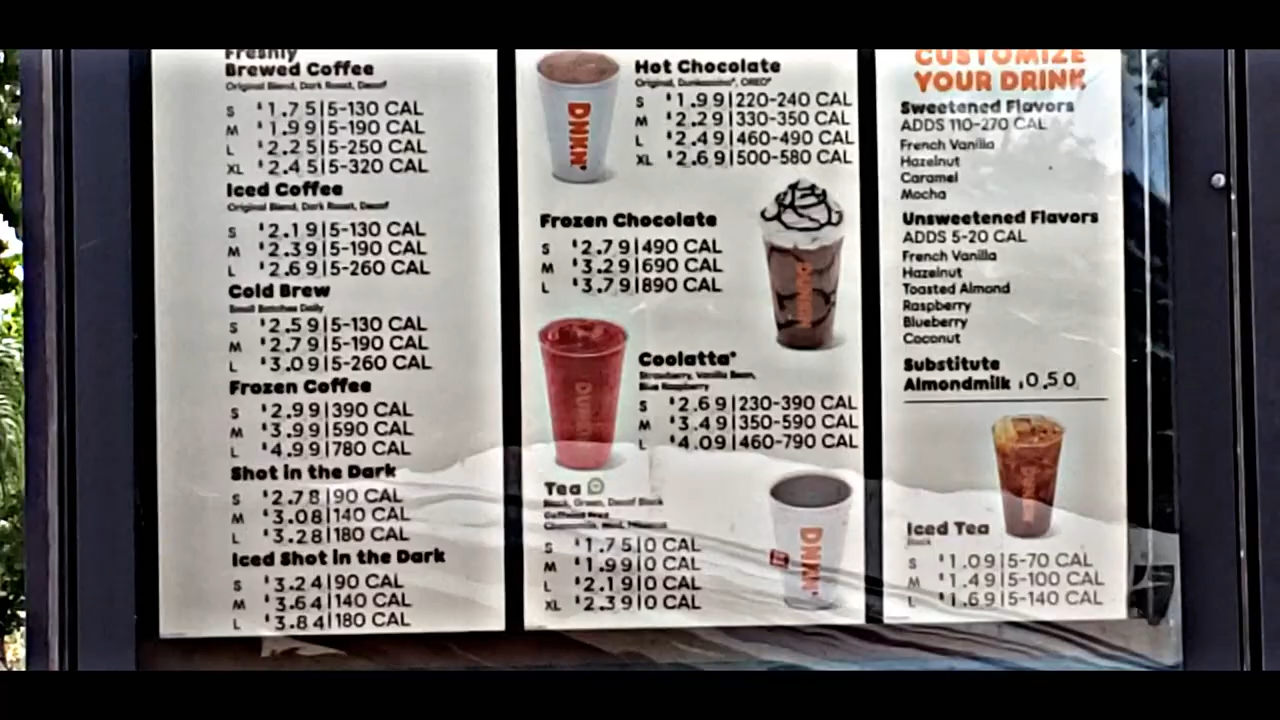 Freshly
Brewed Coffee
Original Blend, Dark Roast, Decaf
S $1.75|5-130 CAL
M $1.99|5-190 CAL
L $2.25|5-250 CAL
XL $2.45|5-320 CAL
Iced Coffee
Original Blend, Dark Roast, Decaf
S $2.19|5-130 CAL
M $2.39|5-190 CAL
L $2.69|5-260 CAL
Cold Brew
Small Batches Daily
S $2.59|5-130 CAL
M $2.79|5-190 CAL
L $3.09|5-260 CAL
Frozen Coffee
S $2.99|390 CAL
M $3.99|590 CAL
L $4.99|780 CAL
Shot in the Dark
S $2.78|90 CAL
M $3.08|140 CAL
L $3.28|180 CAL
Iced Shot in the Dark
S $3.24|90 CAL
M $3.64|140 CAL
L $3.84|180 CAL
DNKN'
Hot Chocolate
Original, Dunkaccino®, OREO®
S $1.99|220-240 CAL
M $2.29|330-350 CAL
L $2.49|460-490 CAL
XL $2.69|500-580 CAL
Frozen Chocolate
S $2.79|490 CAL
M $3.29|690 CAL
L $3.79|890 CAL
DUNKIN'
DUNKIN'
Coolatta®
Strawberry, Vanilla Bean,
Blue Raspberry
S $2.69|230-390 CAL
M $3.49|350-590 CAL
L $4.09|460-790 CAL
Tea
Black, Green, Decaf Black
Caffeine Free
S $1.75|0 CAL
M $1.99|0 CAL
L $2.19|0 CAL
XL $2.39|0 CAL
DNKN'
CUSTOMIZE
YOUR DRINK
Sweetened Flavors
ADDS 110-270 CAL
French Vanilla
Hazelnut
Caramel
Mocha
Unsweetened Flavors
ADDS 5-20 CAL
French Vanilla
Hazelnut
Toasted Almond
Raspberry
Blueberry
Coconut
Substitute
Almondmilk $0.50
Iced Tea
Black
S $1.09|5-70 CAL
M $1.49|5-100 CAL
L $1.69|5-140 CAL